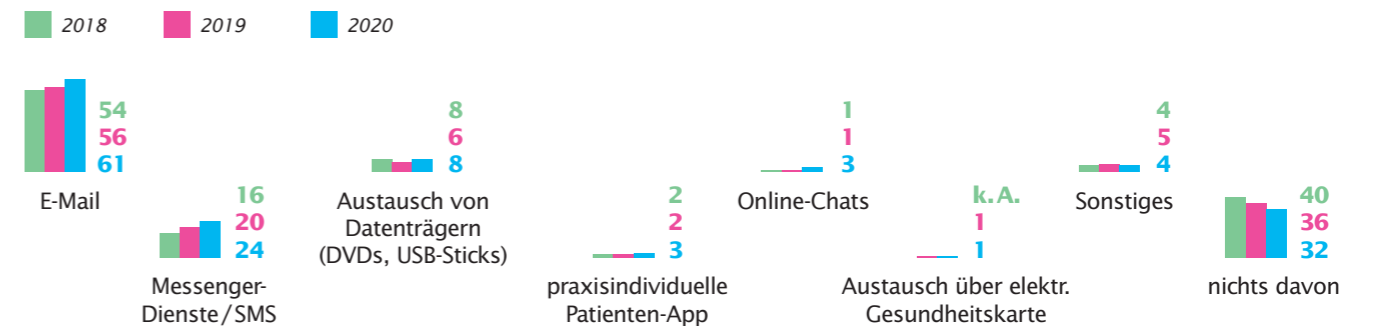 2018 2019 2020
54
56
61
E-Mail
16
20
24
Messenger-
Dienste/SMS
8
6
8
Austausch von
Datenträgern
(DVDs, USB-Sticks)
2
2
3
praxisindividuelle
Patienten-App
1
1
3
Online-Chats
k.A.
1
1
Austausch über elektr.
Gesundheitskarte
4
5
4
Sonstiges
40
36
32
nichts davon